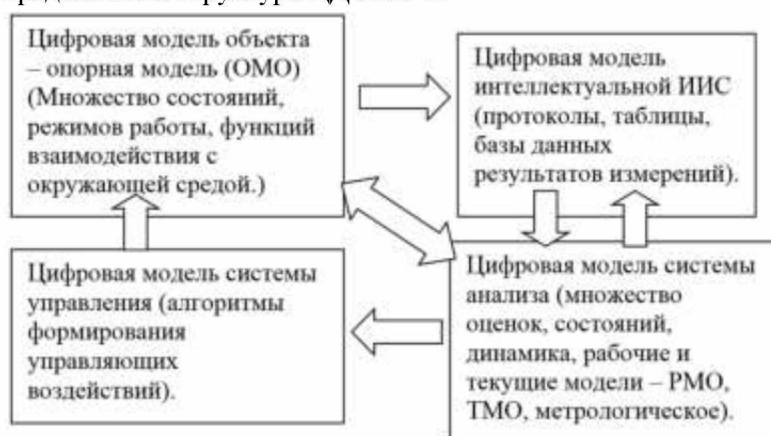 Цифровая модель объекта
– опорная модель (ОМО)
(Множество состояний,
режимов работы, функций
взаимодействия с
окружающей средой.)
Цифровая модель
интеллектуальной ИИС
(протоколы, таблицы,
базы данных
результатов измерений).
Цифровая модель системы
управления (алгоритмы
формирования
управляющих
воздействий).
Цифровая модель системы
анализа (множество
оценок, состояний,
динамика, рабочие и
текущие модели – РМО,
ТМО, метрологическое).